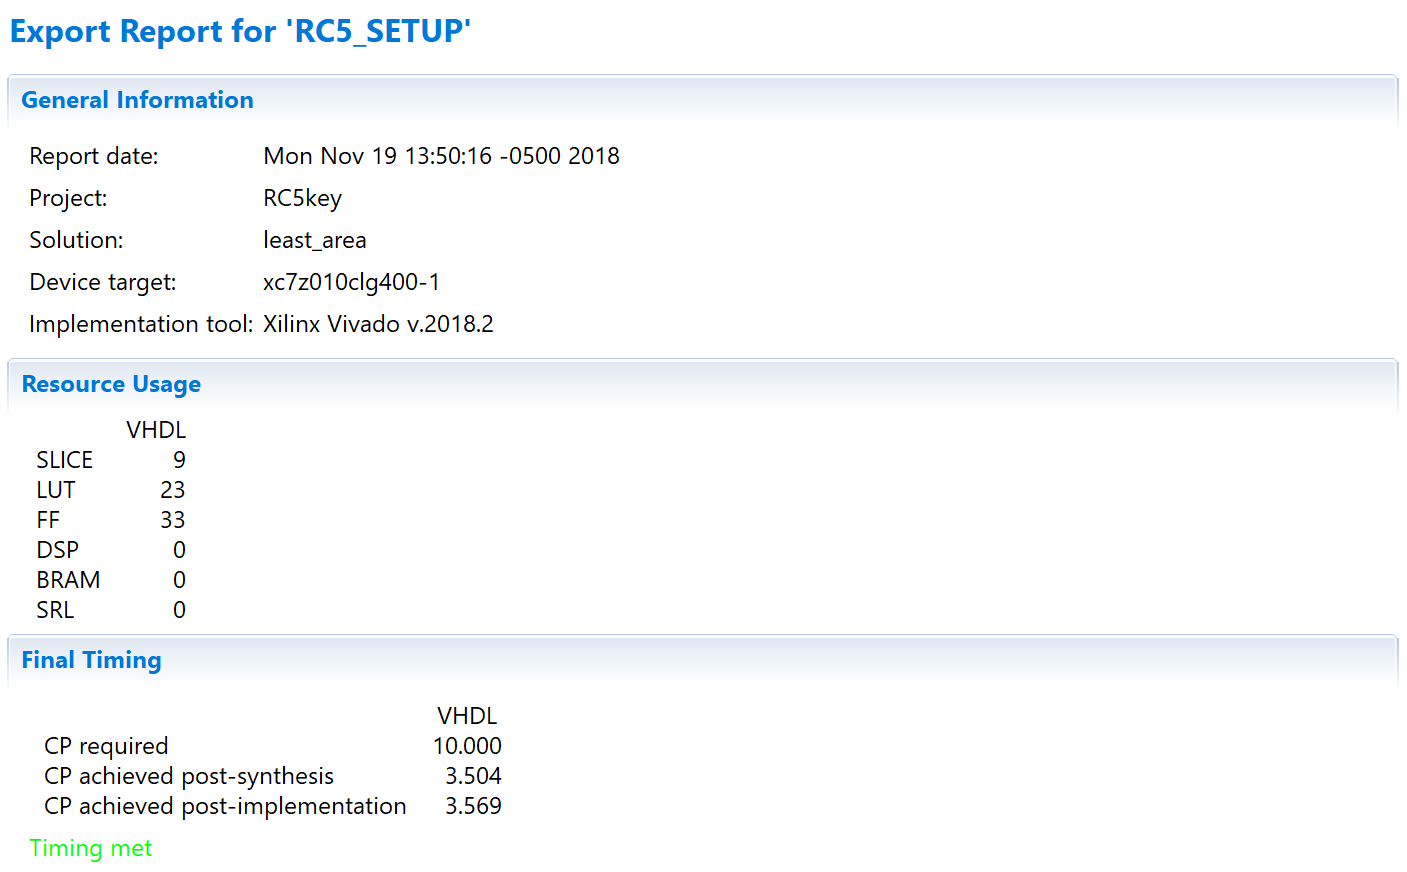 Export Report for 'RC5_SETUP'
General Information
Report date: Mon Nov 19 13:50:16 -0500 2018
Project: RC5key
Solution: least_area
Device target: xc7z010clg400-1
Implementation tool: Xilinx Vivado v.2018.2
Resource Usage
VHDL
SLICE 9
LUT 23
FF 33
DSP 0
BRAM 0
SRL 0
Final Timing
VHDL
CP required 10.000
CP achieved post-synthesis 3.504
CP achieved post-implementation 3.569
Timing met